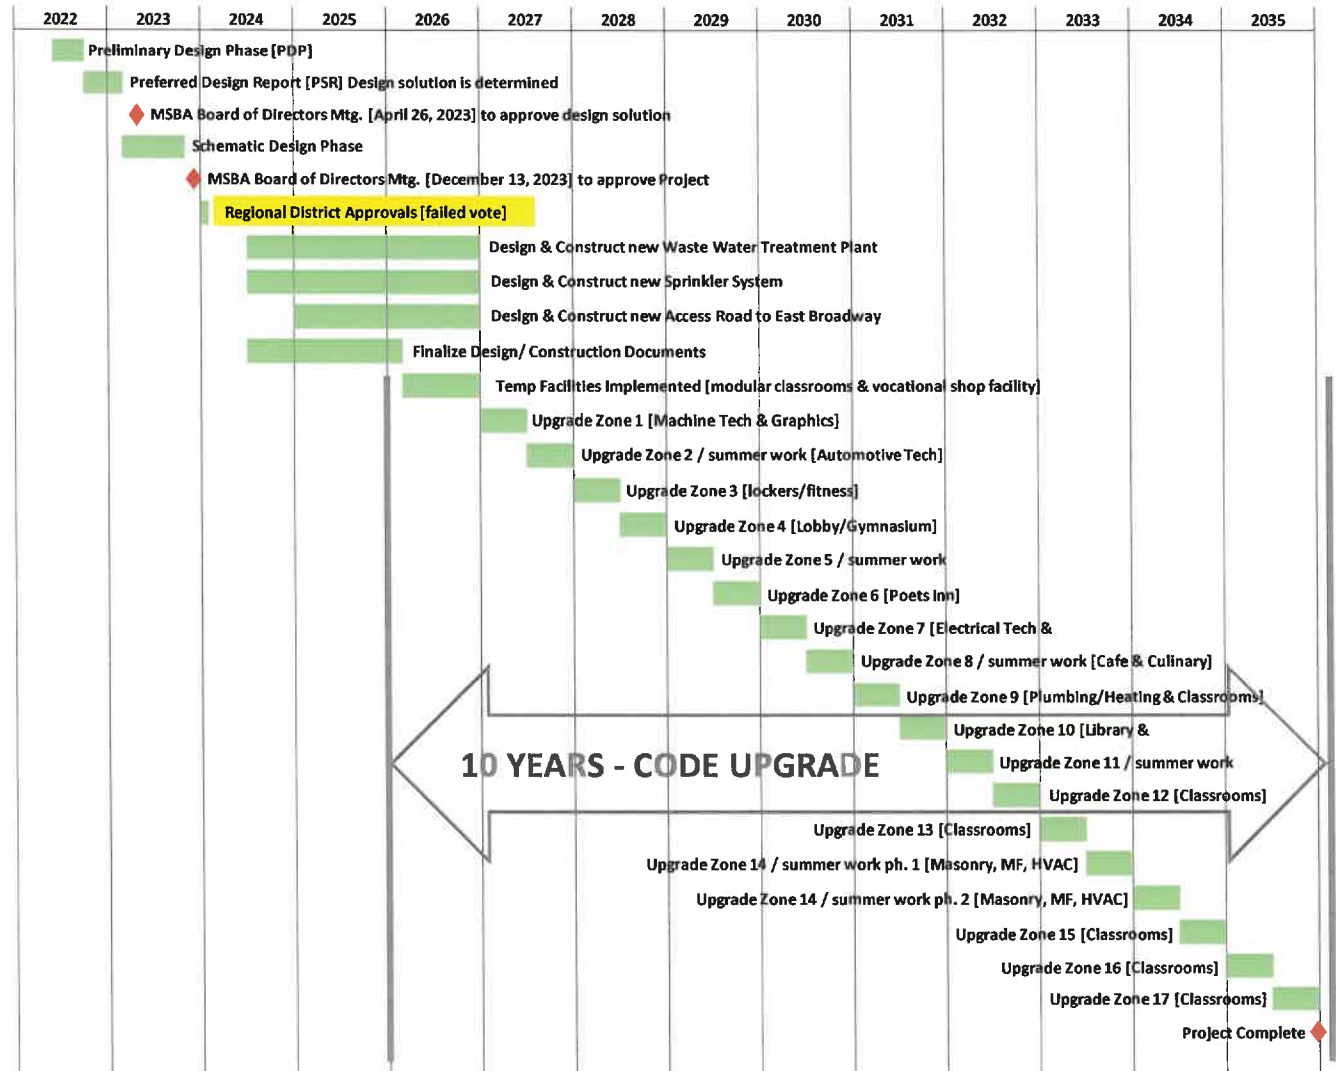 2022 2023 2024 2025 2026 2027 2028 2029 2030 2031 2032 2033 2034 2035
Preliminary Design Phase [PDP]
Preferred Design Report [PSR] Design solution is determined
MSBA Board of Directors Mtg. [April 26, 2023] to approve design solution
Schematic Design Phase
MSBA Board of Directors Mtg. [December 13, 2023] to approve Project
Regional District Approvals [failed vote]
Design & Construct new Waste Water Treatment Plant
Design & Construct new Sprinkler System
Design & Construct new Access Road to East Broadway
Finalize Design/ Construction Documents
Temp Facilities Implemented [modular classrooms & vocational shop facility]
Upgrade Zone 1 [Machine Tech & Graphics]
Upgrade Zone 2 / summer work [Automotive Tech]
Upgrade Zone 3 [lockers/fitness]
Upgrade Zone 4 [Lobby/Gymnasium]
Upgrade Zone 5 / summer work
Upgrade Zone 6 [Poets Inn]
Upgrade Zone 7 [Electrical Tech &
Upgrade Zone 8 / summer work [Cafe & Culinary]
Upgrade Zone 9 [Plumbing/Heating & Classrooms]
Upgrade Zone 10 [Library &
10 YEARS - CODE UPGRADE
Upgrade Zone 11 / summer work
Upgrade Zone 12 [Classrooms]
Upgrade Zone 13 [Classrooms]
Upgrade Zone 14 / summer work ph. 1 [Masonry, MF, HVAC]
Upgrade Zone 14 / summer work ph. 2 [Masonry, MF, HVAC]
Upgrade Zone 15 [Classrooms]
Upgrade Zone 16 [Classrooms]
Upgrade Zone 17 [Classrooms]
Project Complete